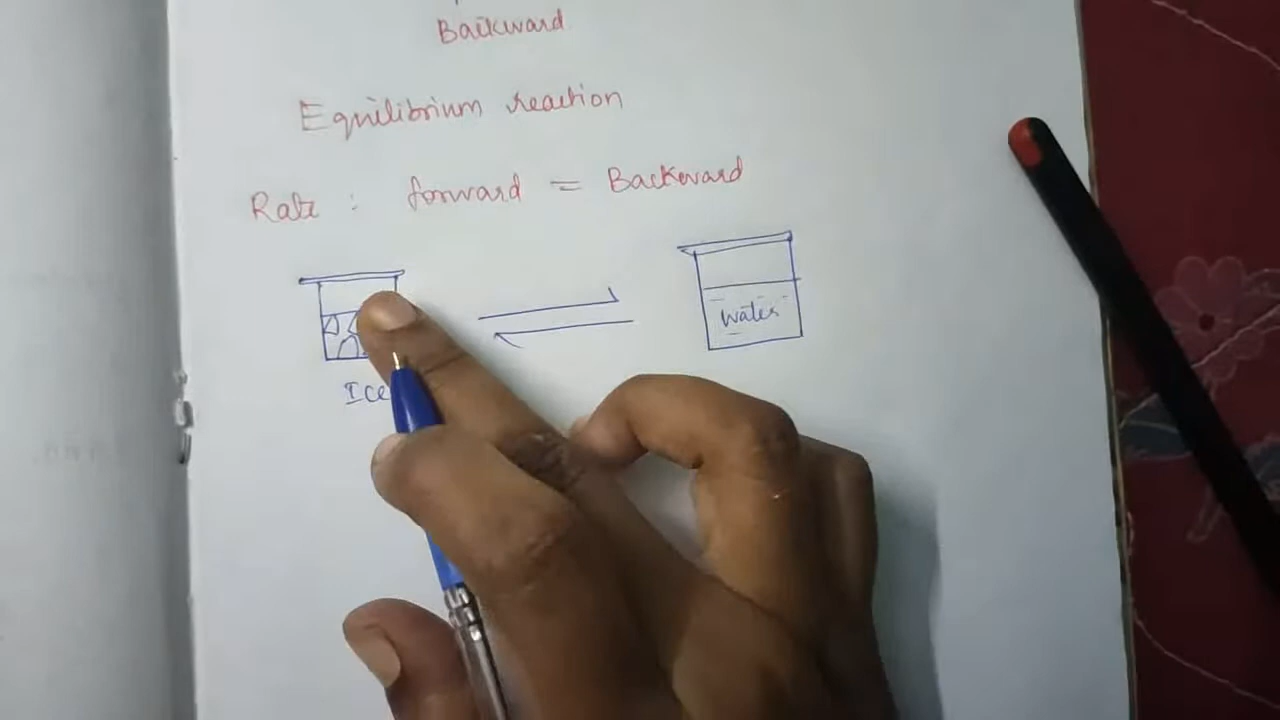 Backward
Equilibrium reaction
Rate : forward = Backward
water
Ice